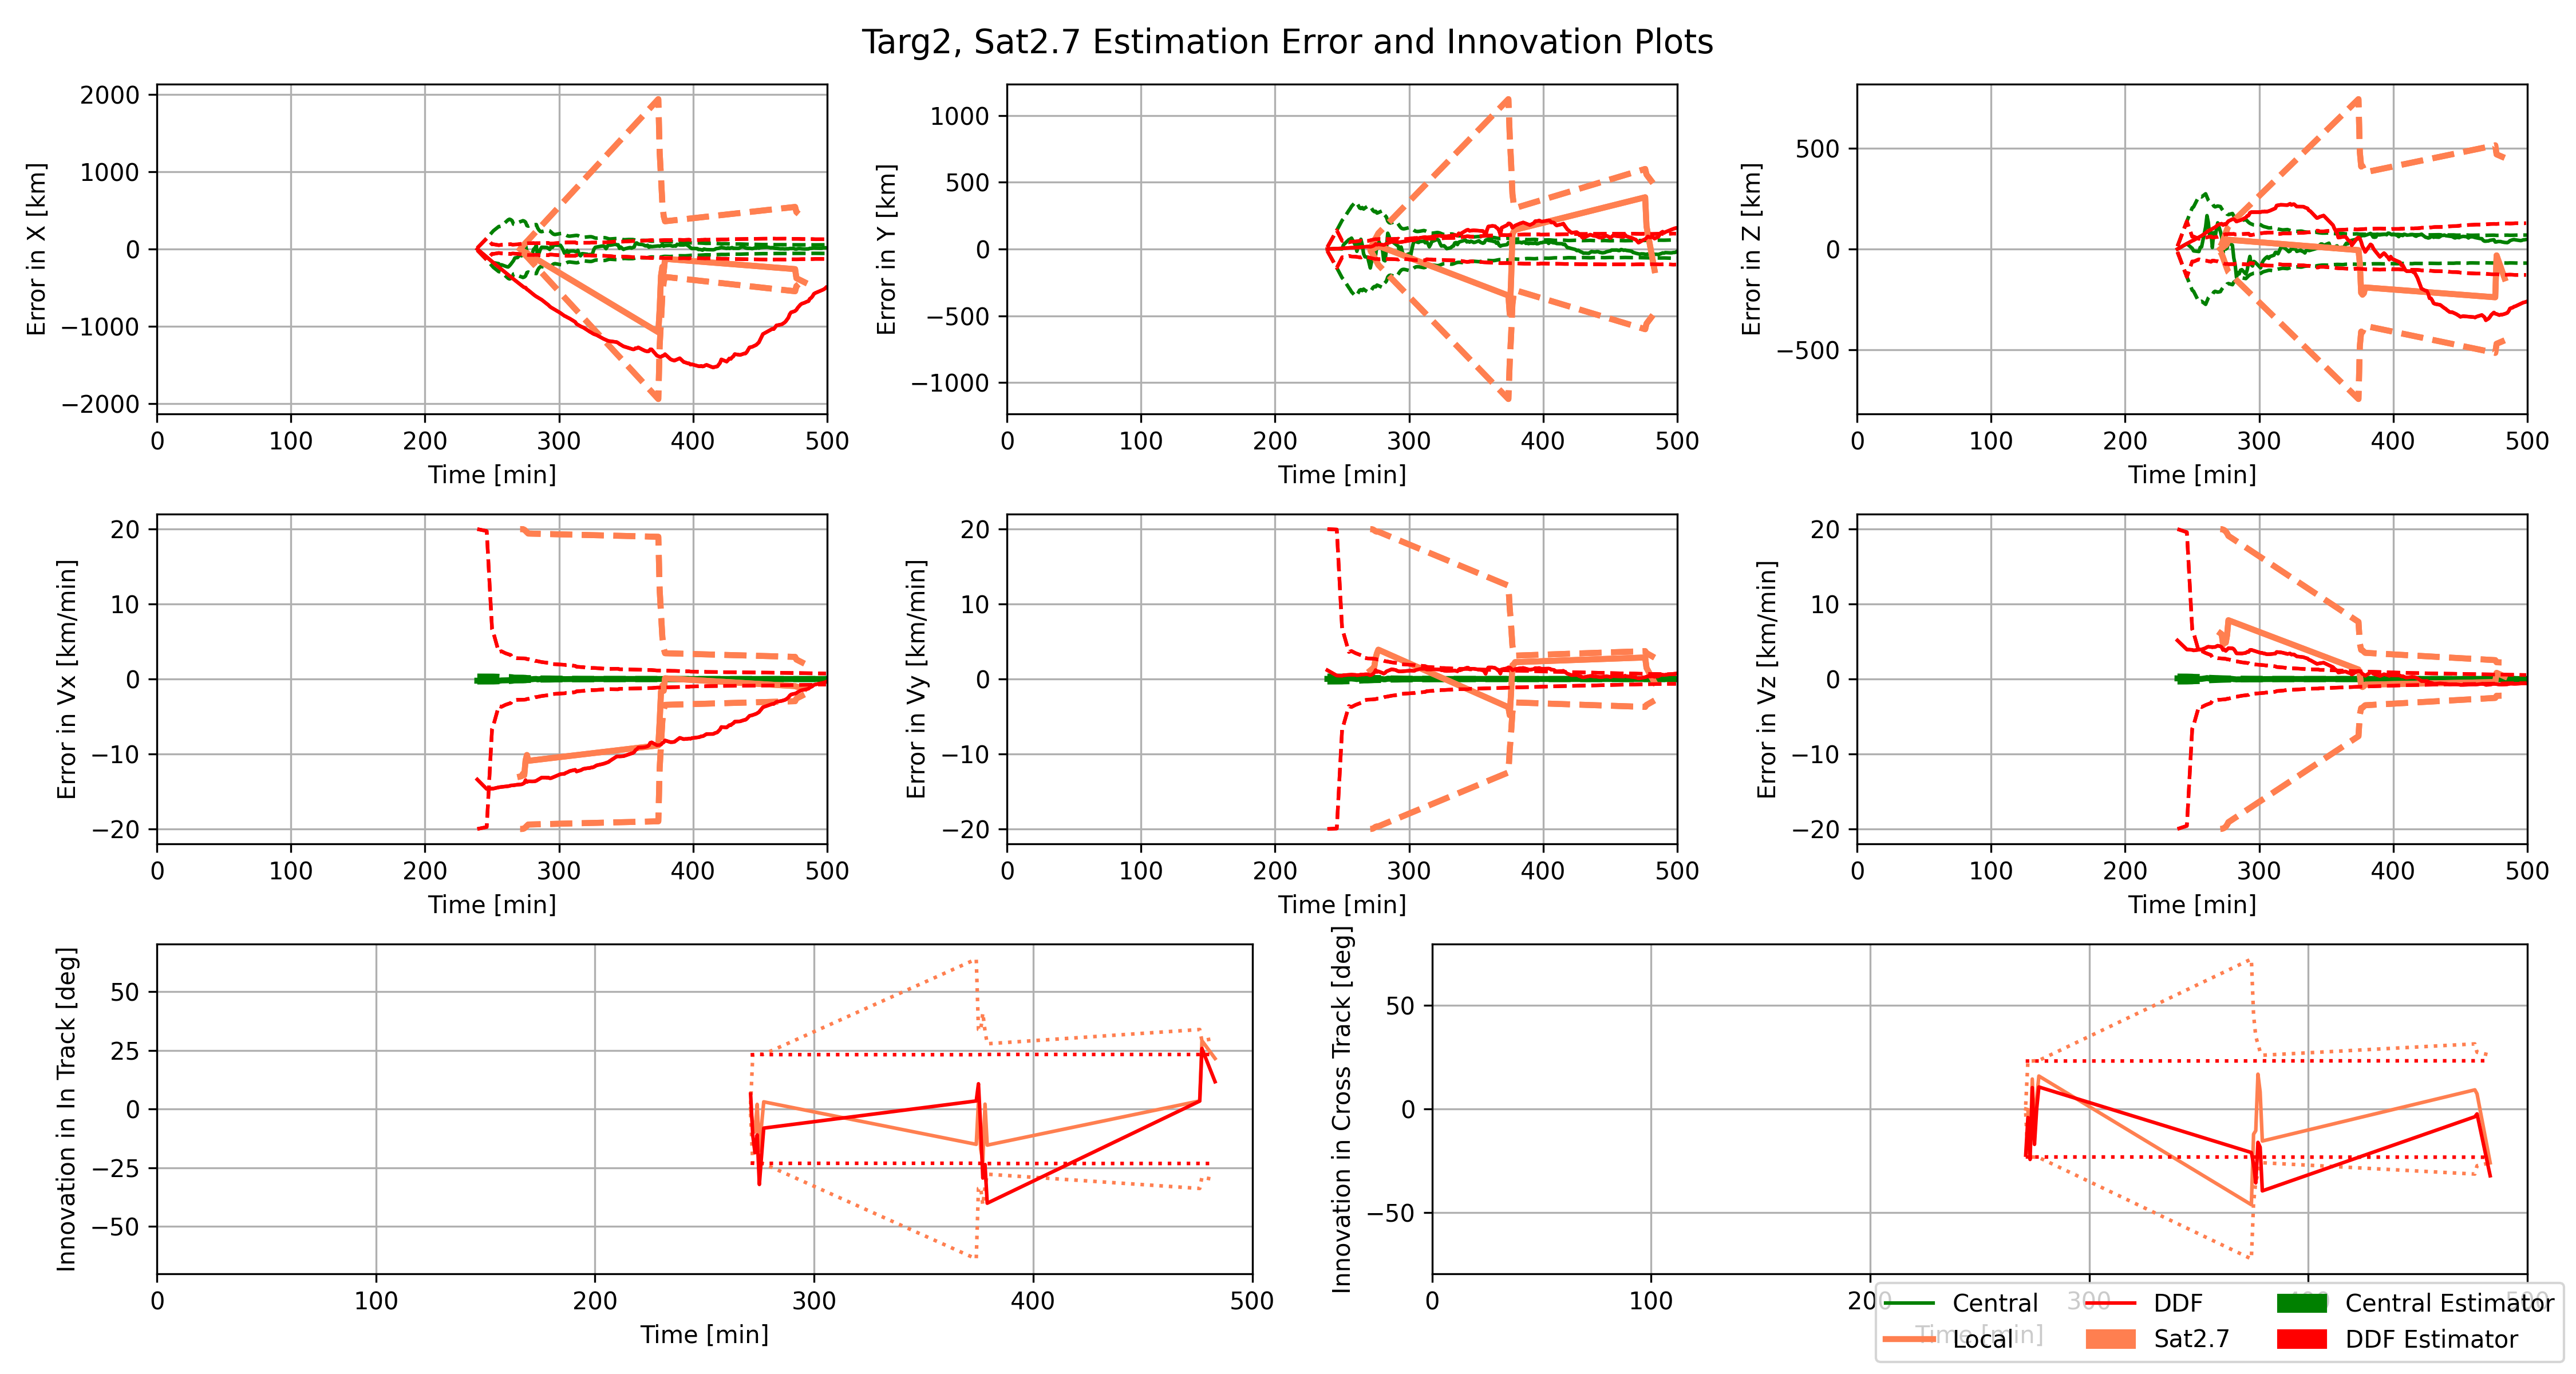 Targ2, Sat2.7 Estimation Error and Innovation Plots
Error in X [km]
2000
1000
0
−1000
−2000
0 100 200 300 400 500
Time [min]
Error in Y [km]
1000
500
0
−500
−1000
0 100 200 300 400 500
Time [min]
Error in Z [km]
500
0
−500
0 100 200 300 400 500
Time [min]
Error in Vx [km/min]
20
10
0
−10
−20
0 100 200 300 400 500
Time [min]
Error in Vy [km/min]
20
10
0
−10
−20
0 100 200 300 400 500
Time [min]
Error in Vz [km/min]
20
10
0
−10
−20
0 100 200 300 400 500
Time [min]
Innovation in In Track [deg]
50
25
0
−25
−50
0 100 200 300 400 500
Time [min]
Innovation in Cross Track [deg]
50
0
−50
0 100 200 300 400 500
Time [min]
Central DDF Central Estimator
Local Sat2.7 DDF Estimator